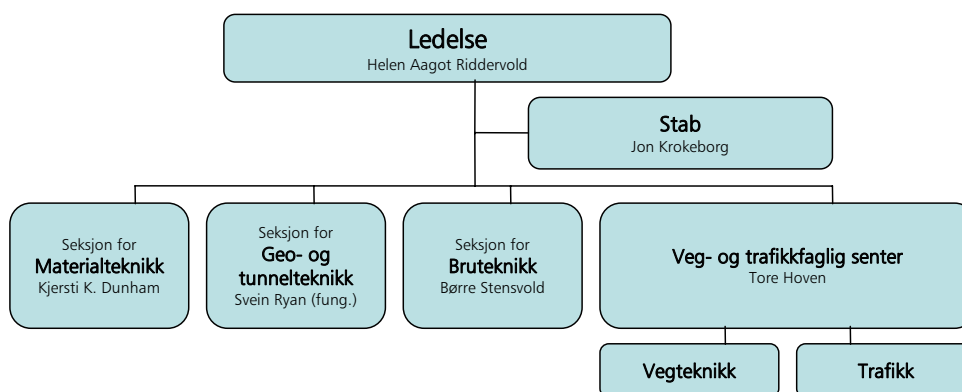 Ledelse
Helen Aagot Riddervold
Stab
Jon Krokeborg
Seksjon for
Materialteknikk
Kjersti K. Dunham
Seksjon for
Geo- og
tunnelteknikk
Svein Ryan (fung.)
Seksjon for
Bruteknikk
Børre Stensvold
Veg- og trafikkfaglig senter
Tore Hoven
Vegteknikk
Trafikk